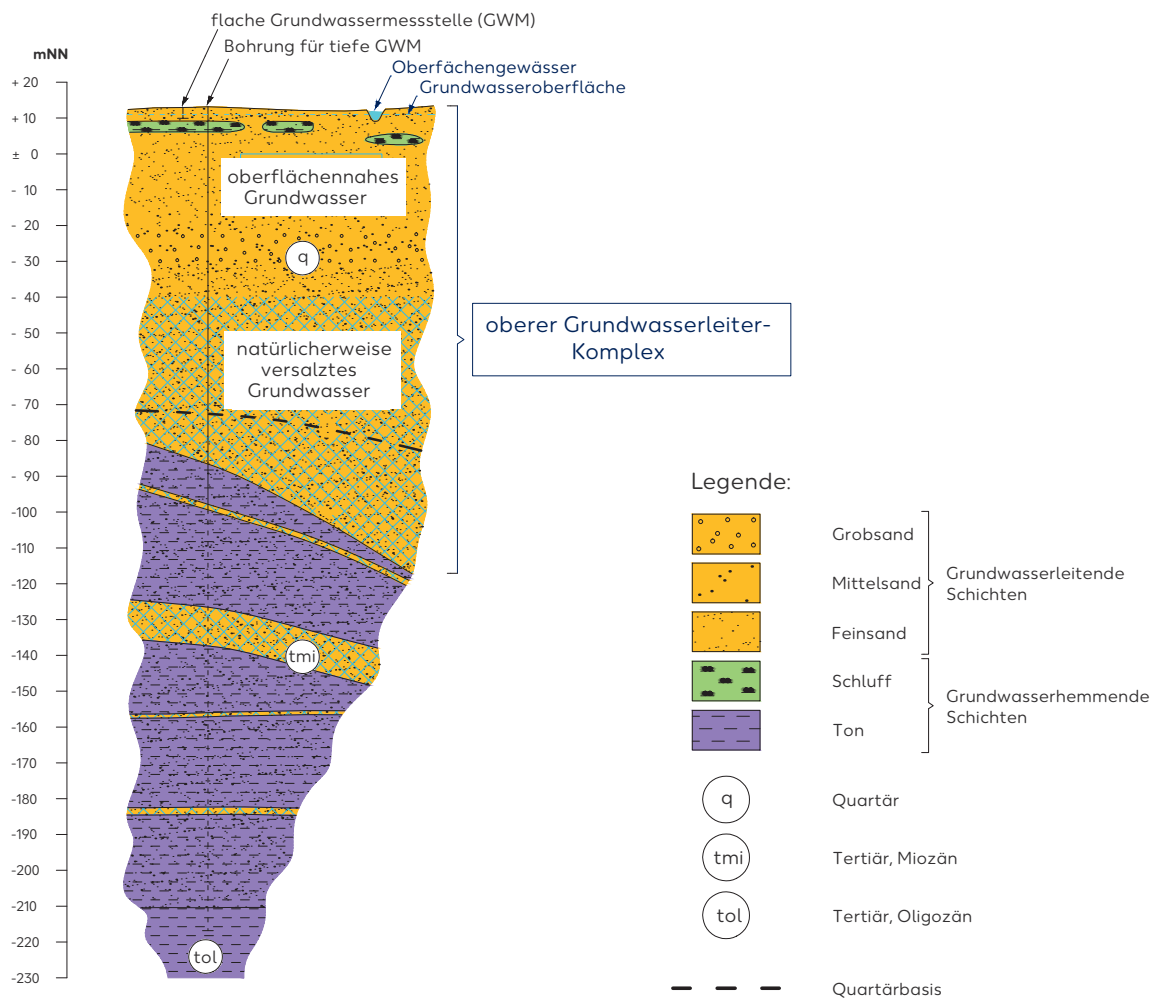 flache Grundwassermessstelle (GWM)
Bohrung für tiefe GWM
mNN
Oberfächengewässer
Grundwasseroberfläche
+ 20
+ 10
± 0
- 10
- 20
- 30
- 40
- 50
- 60
- 70
- 80
- 90
-100
-110
-120
-130
-140
-150
-160
-170
-180
-190
-200
-210
-220
-230
oberflächennahes
Grundwasser
q
natürlicherweise
versalztes
Grundwasser
tmi
tol
oberer Grundwasserleiter-
Komplex
Legende:
Grobsand
Mittelsand
Feinsand
Grundwasserleitende
Schichten
Schluff
Ton
Grundwasserhemmende
Schichten
q Quartär
tmi Tertiär, Miozän
tol Tertiär, Oligozän
Quartärbasis